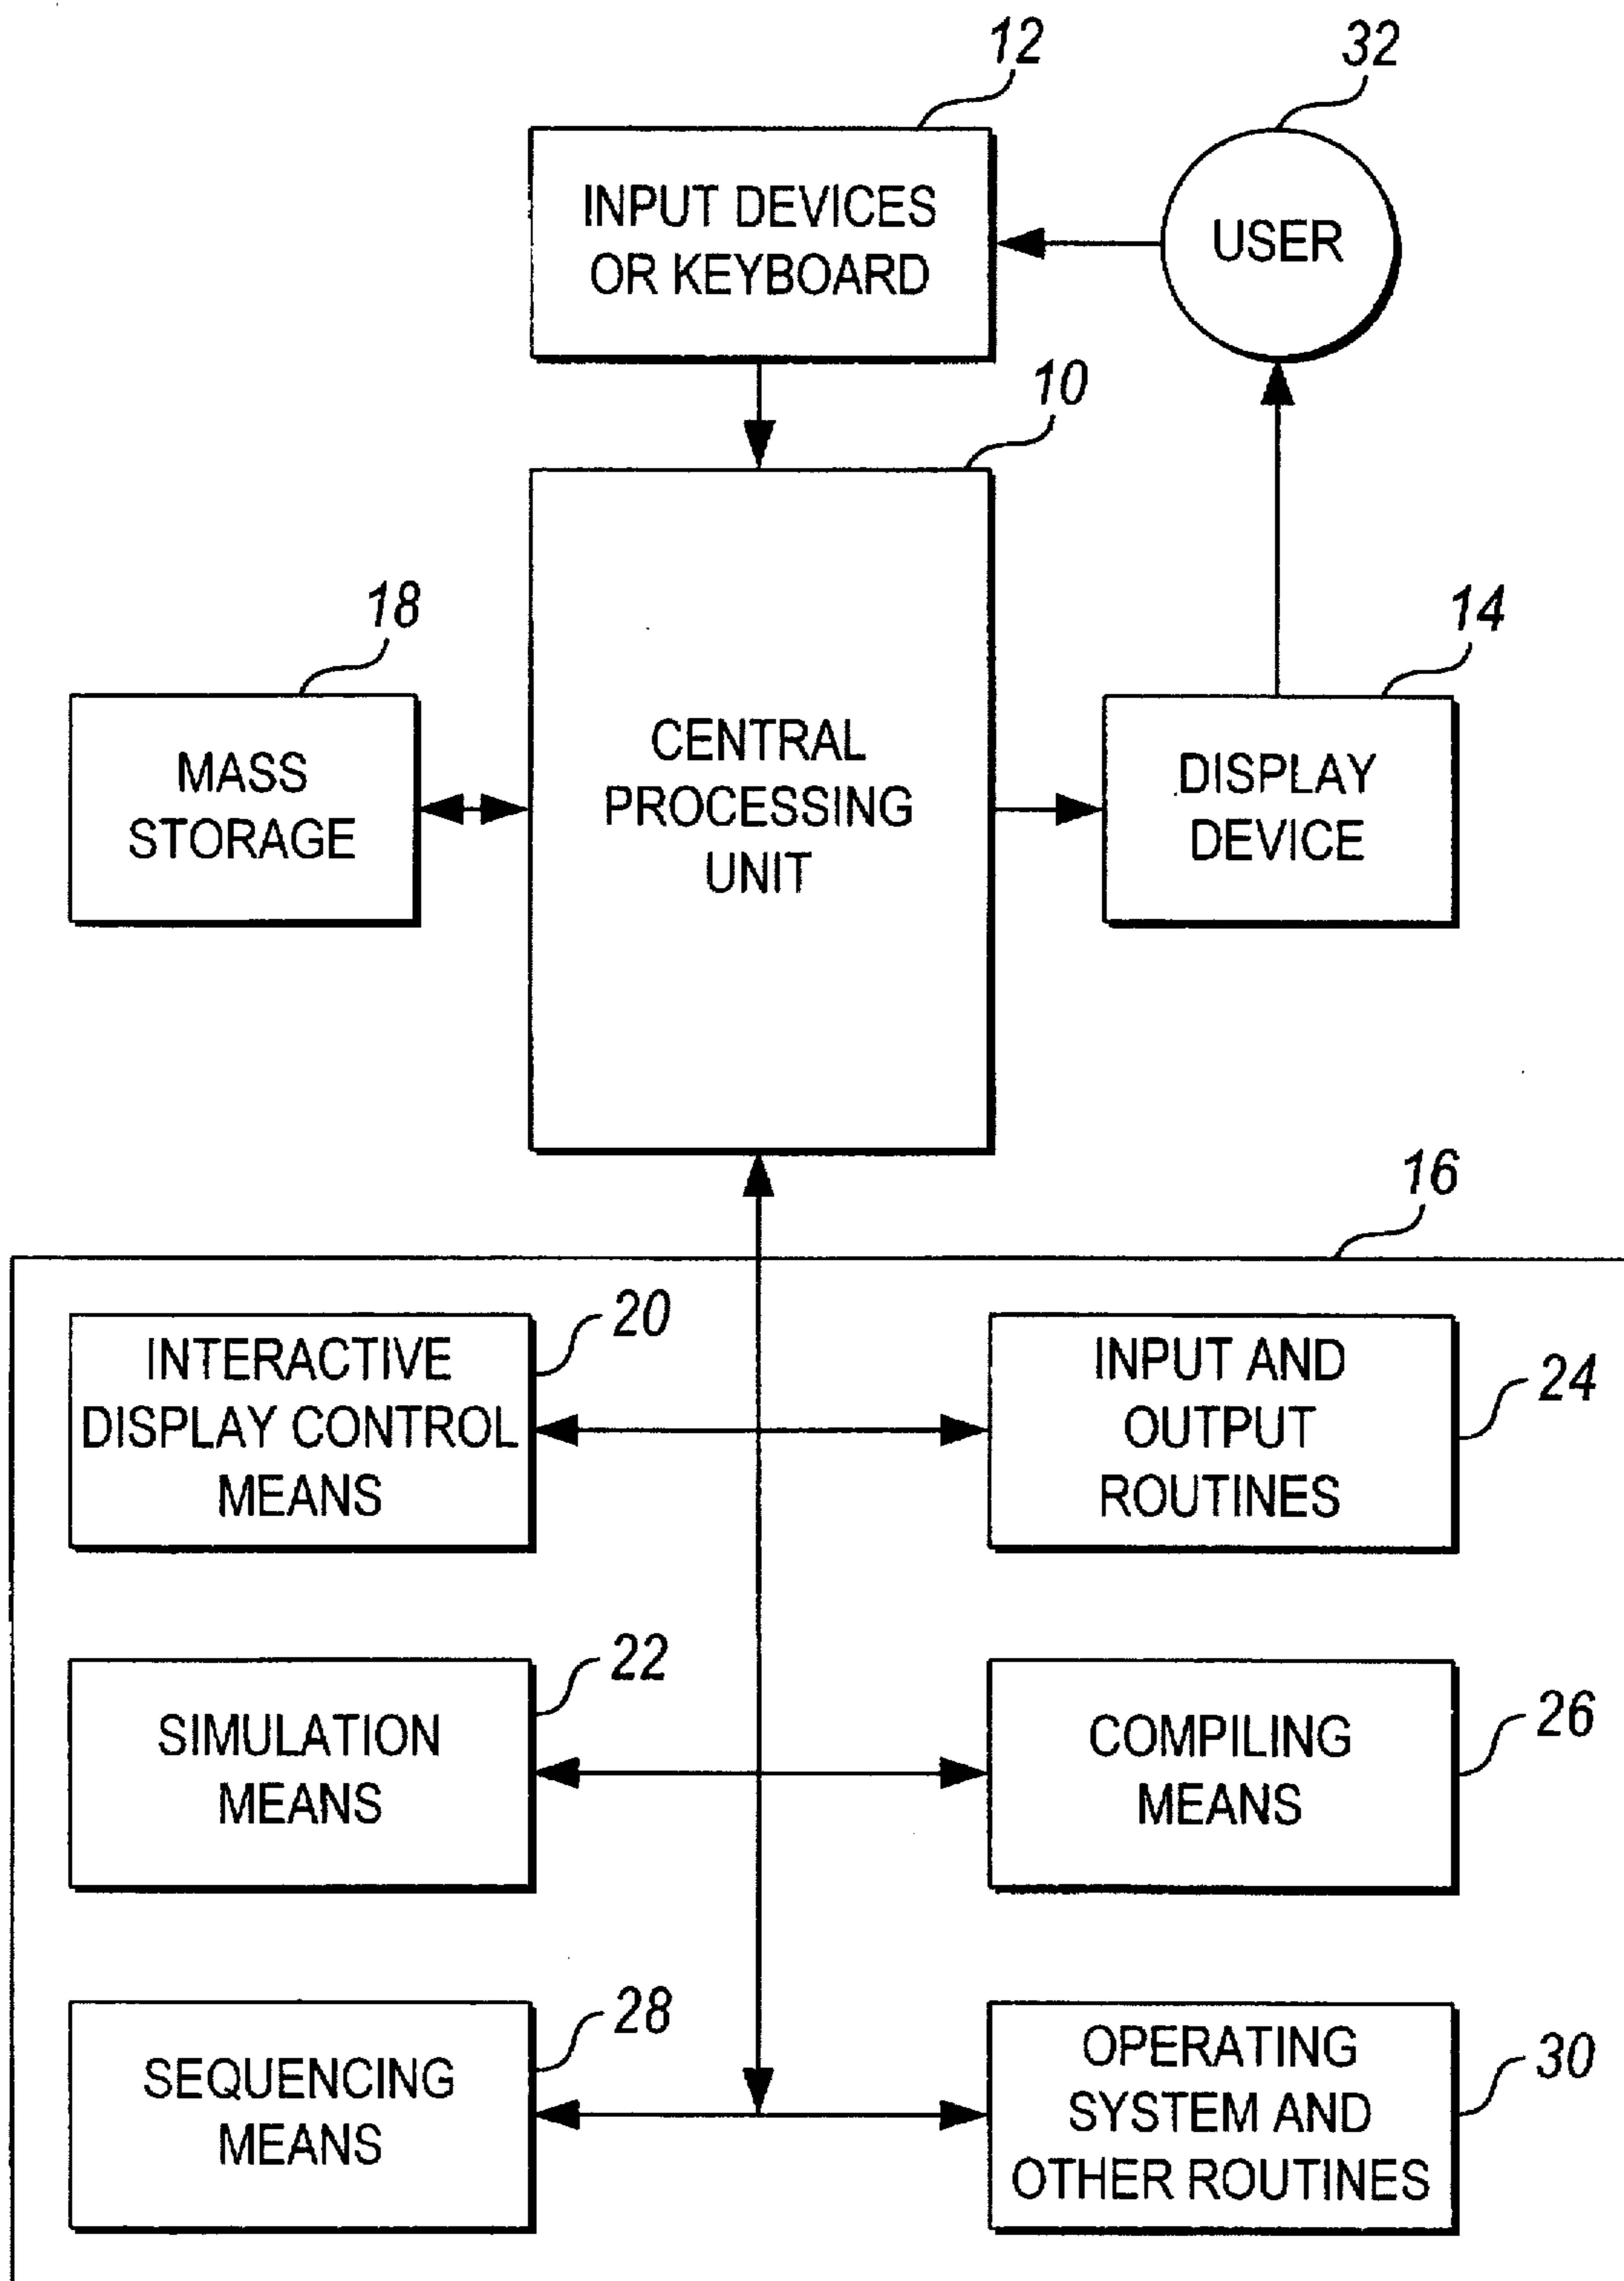 12
32
INPUT DEVICES
OR KEYBOARD
USER
10
18
14
MASS
STORAGE
CENTRAL
PROCESSING
UNIT
DISPLAY
DEVICE
16
20
INTERACTIVE
DISPLAY CONTROL
MEANS
INPUT AND
OUTPUT
ROUTINES
24
22
SIMULATION
MEANS
COMPILING
MEANS
26
28
SEQUENCING
MEANS
OPERATING
SYSTEM AND
OTHER ROUTINES
30